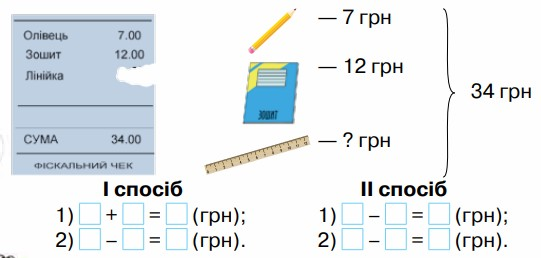 Олівець 7.00
Зошит 12.00
Лінійка
СУМА 34.00
ФІСКАЛЬНИЙ ЧЕК
— 7 грн
— 12 грн
ЗОШИТ
— ? грн
34 грн
І спосіб
1) □ + □ = □ (грн);
2) □ – □ = □ (грн).
ІІ спосіб
1) □ – □ = □ (грн);
2) □ – □ = □ (грн).